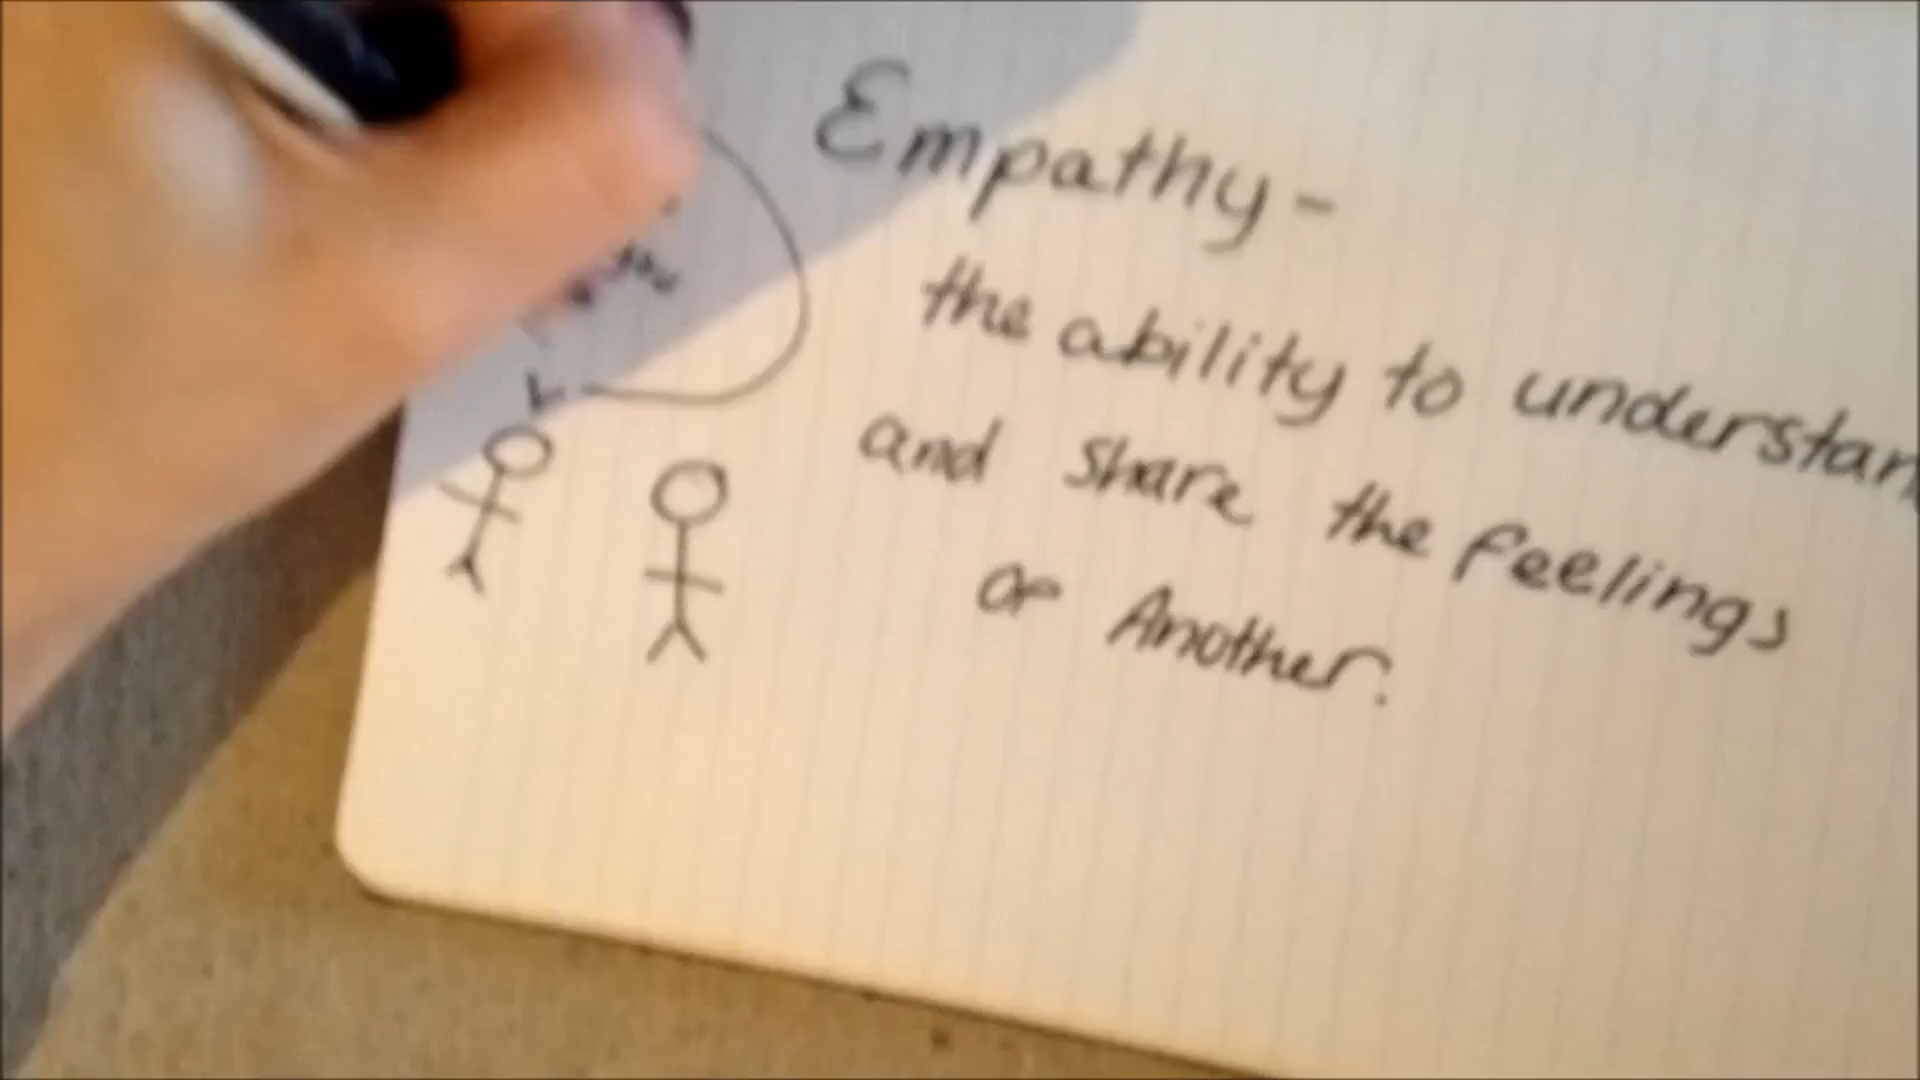 Empathy-
the ability to understan
and share the feelings
or Another.